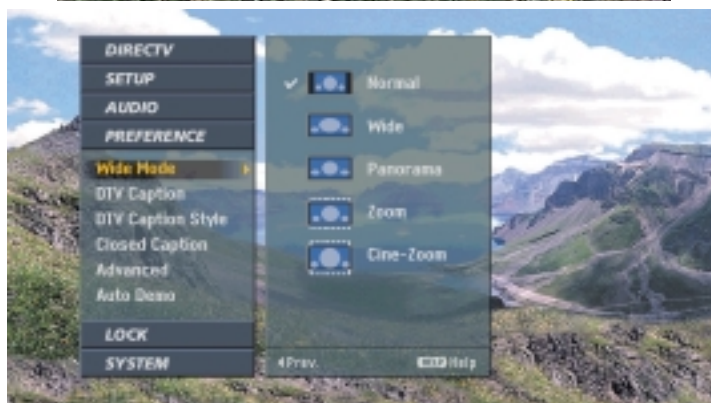 DIRECTV
SETUP
AUDIO
PREFERENCE
Wide Mode
DTV Caption
DTV Caption Style
Closed Caption
Advanced
Auto Demo
LOCK
SYSTEM
Normal
Wide
Panorama
Zoom
Cine-Zoom
Prev.
HELP Help